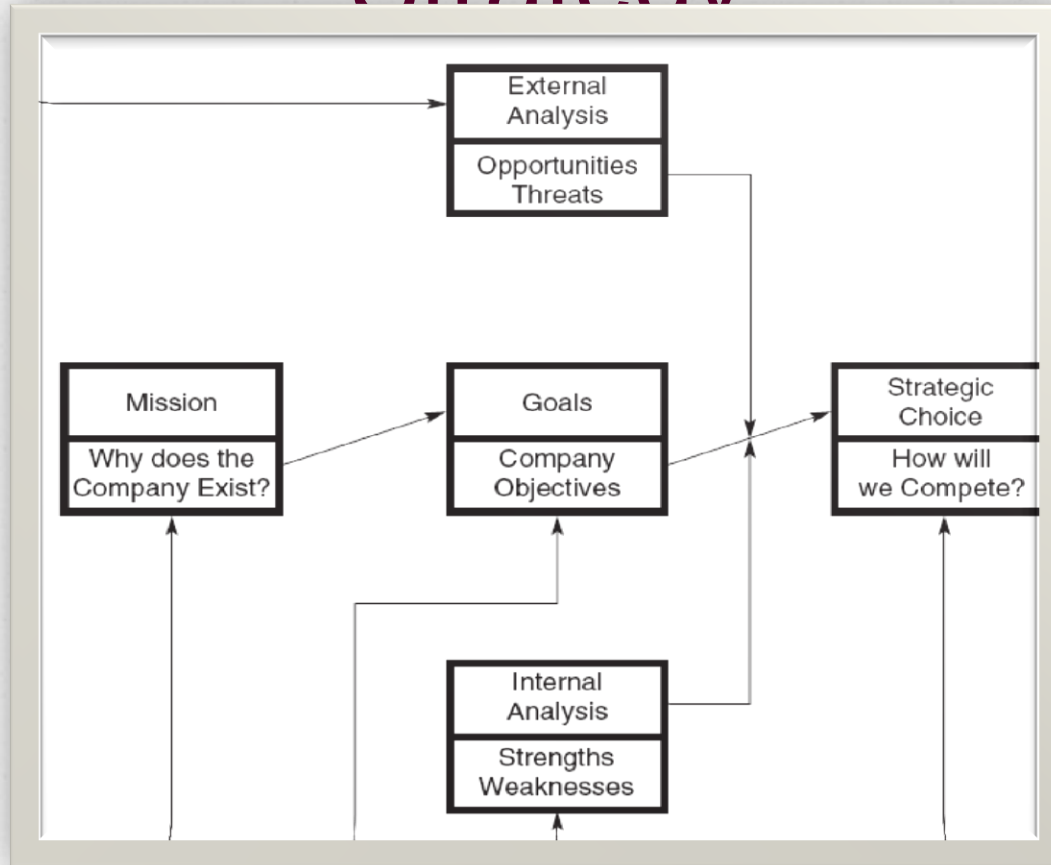 External
Analysis
Opportunities
Threats
Mission
Why does the
Company Exist?
Goals
Company
Objectives
Strategic
Choice
How will
we Compete?
Internal
Analysis
Strengths
Weaknesses